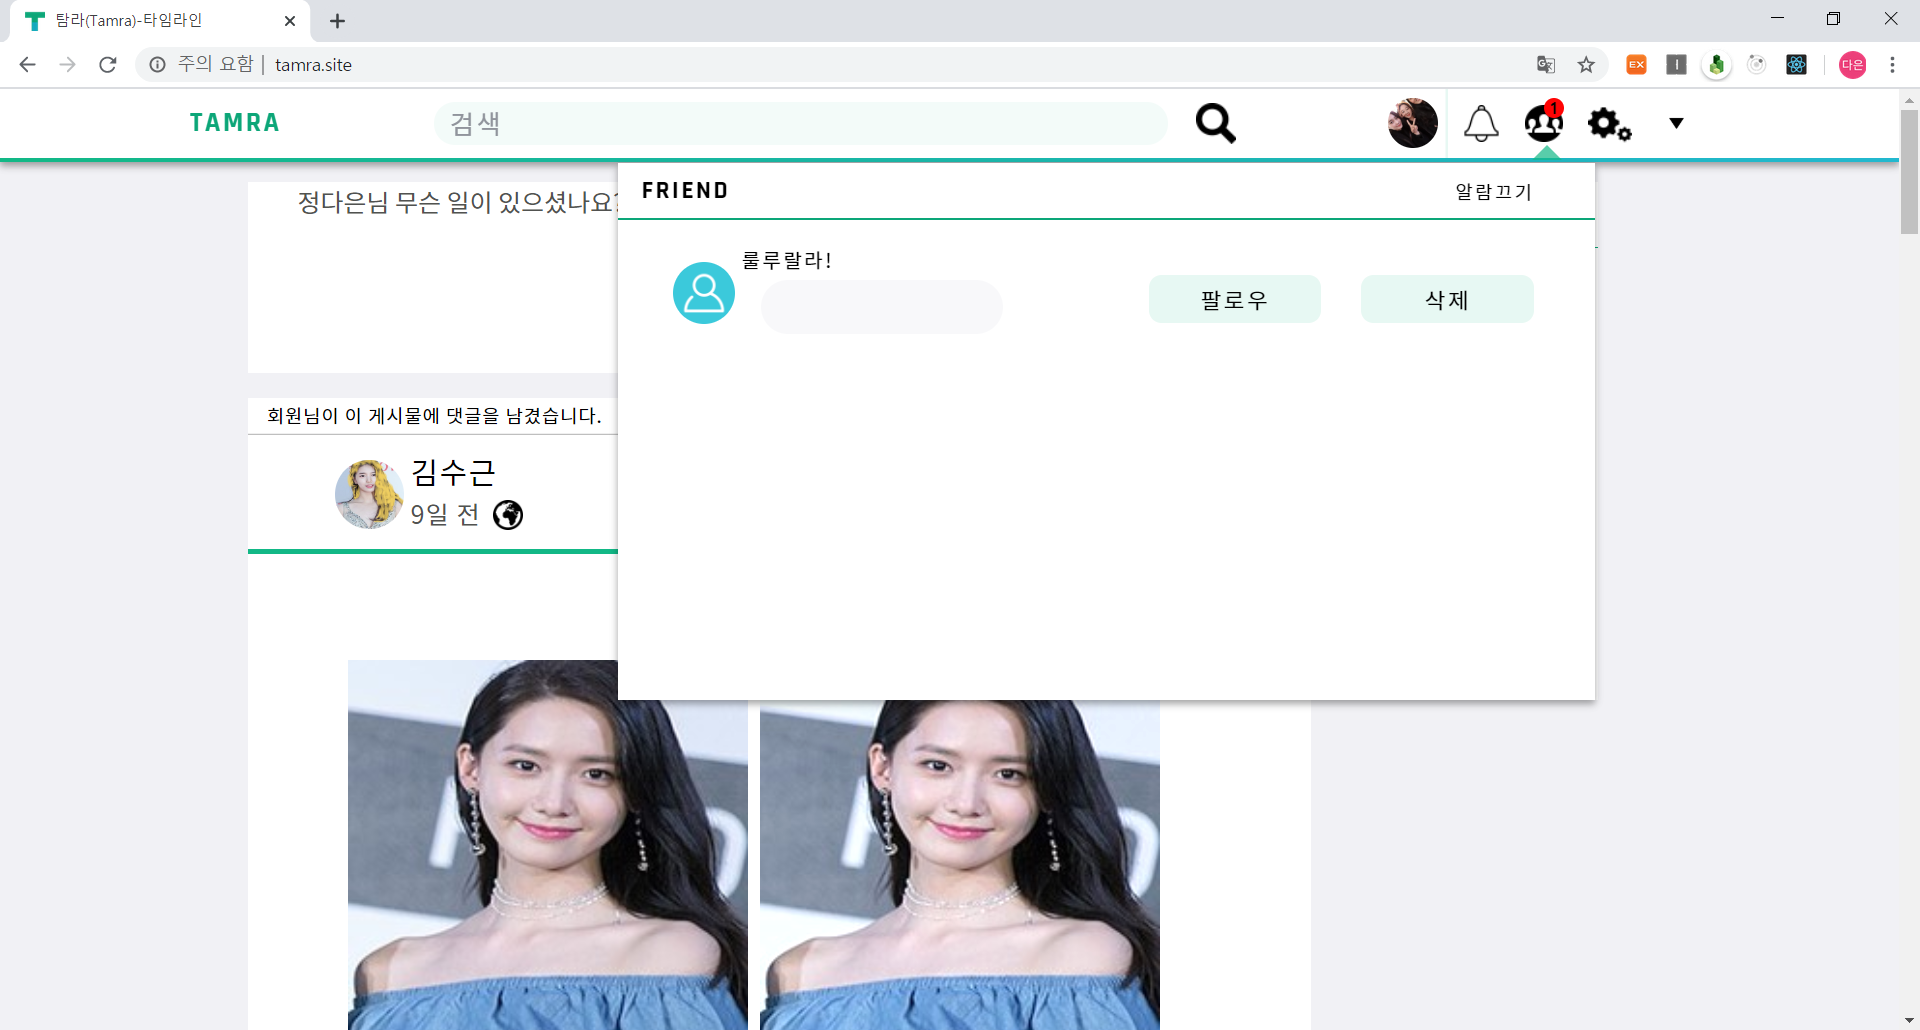 탐라(Tamra)-타임라인
주의 요함 | tamra.site
EX
다은
TAMRA
검색
1
정다은님 무슨 일이 있으셨나요?
FRIEND
알람끄기
룰루랄라!
팔로우
삭제
회원님이 이 게시물에 댓글을 남겼습니다.
김수근
9일 전